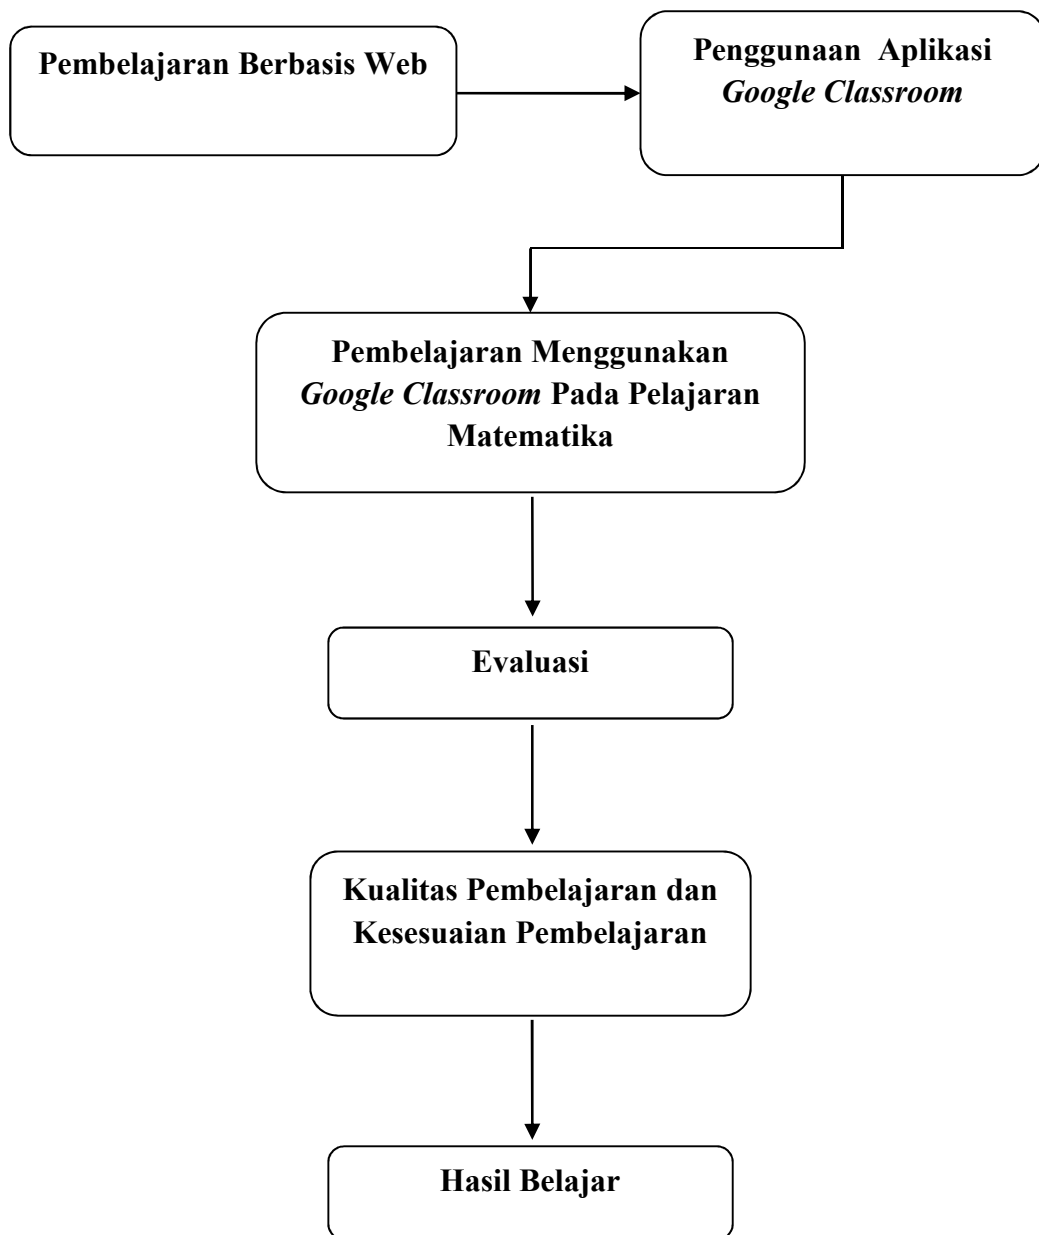 Pembelajaran Berbasis Web
Penggunaan Aplikasi
Google Classroom
Pembelajaran Menggunakan
Google Classroom Pada Pelajaran
Matematika
Evaluasi
Kualitas Pembelajaran dan
Kesesuaian Pembelajaran
Hasil Belajar